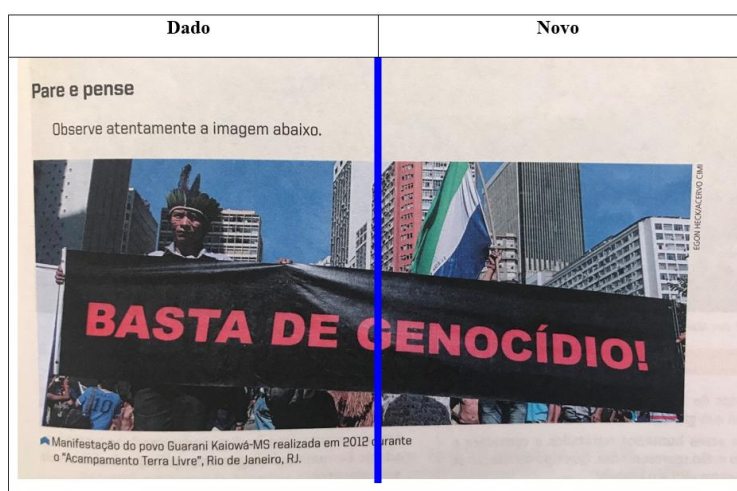 Dado
Novo
Pare e pense
Observe atentamente a imagem abaixo.
EGON HECK/ACERVO CIMI
BASTA DE GENOCÍDIO!
10
Manifestação do povo Guarani Kaiowá-MS realizada em 2012 durante
o "Acampamento Terra Livre", Rio de Janeiro, RJ.